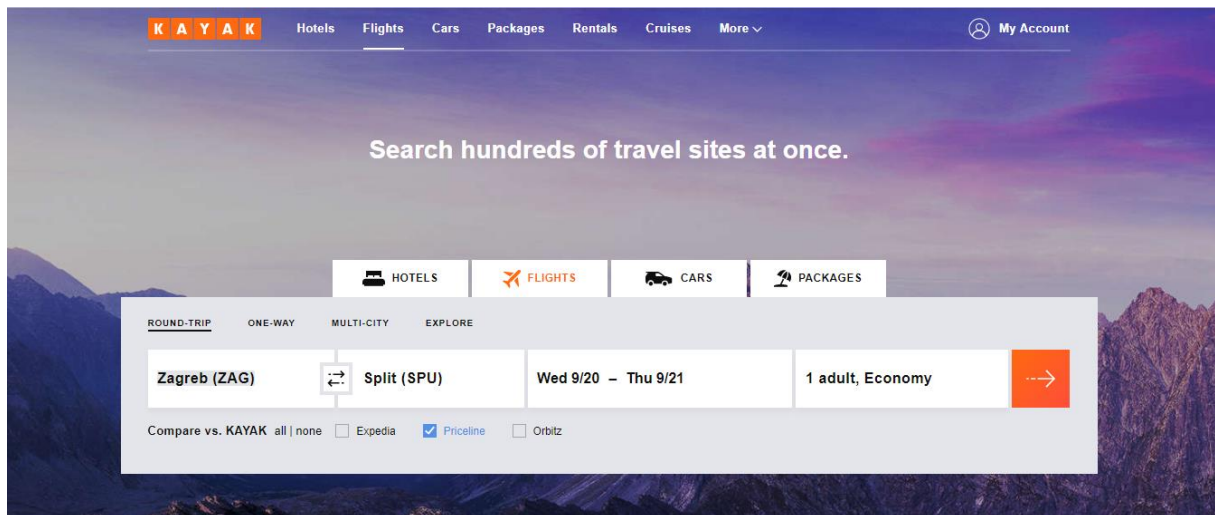 KAYAK Hotels Flights Cars Packages Rentals Cruises More My Account
Search hundreds of travel sites at once.
HOTELS FLIGHTS CARS PACKAGES
ROUND-TRIP ONE-WAY MULTI-CITY EXPLORE
Zagreb (ZAG) Split (SPU) Wed 9/20 – Thu 9/21 1 adult, Economy
Compare vs. KAYAK all | none Expedia Priceline Orbitz